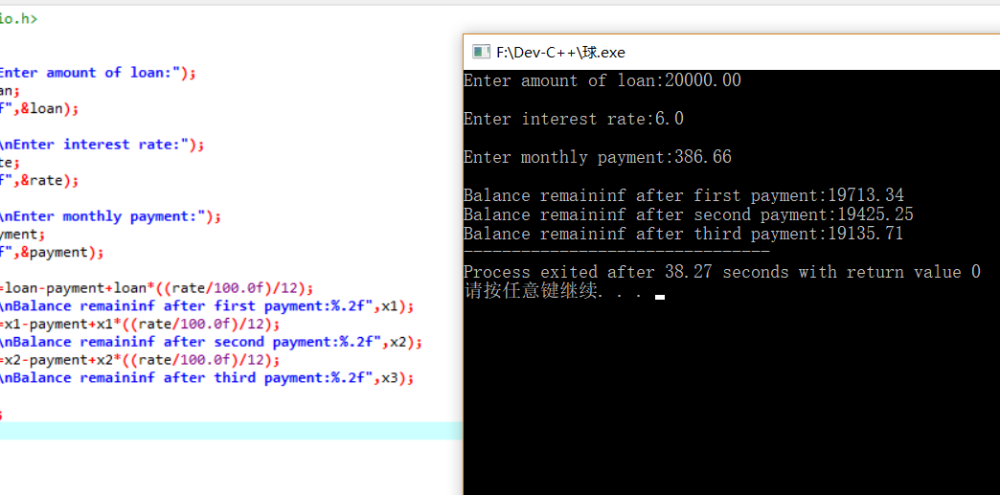 io.h>
Enter amount of loan:");
an;
f",&loan);
\nEnter interest rate:");
te;
f",&rate);
\nEnter monthly payment:");
yment;
f",&payment);
=loan-payment+loan*((rate/100.0f)/12);
\nBalance remaininf after first payment:%.2f",x1);
=x1-payment+x1*((rate/100.0f)/12);
\nBalance remaininf after second payment:%.2f",x2);
=x2-payment+x2*((rate/100.0f)/12);
\nBalance remaininf after third payment:%.2f",x3);
;
F:\Dev-C++\球.exe
Enter amount of loan:20000.00
Enter interest rate:6.0
Enter monthly payment:386.66
Balance remaininf after first payment:19713.34
Balance remaininf after second payment:19425.25
Balance remaininf after third payment:19135.71
--------------------------------
Process exited after 38.27 seconds with return value 0
请按任意键继续. . .